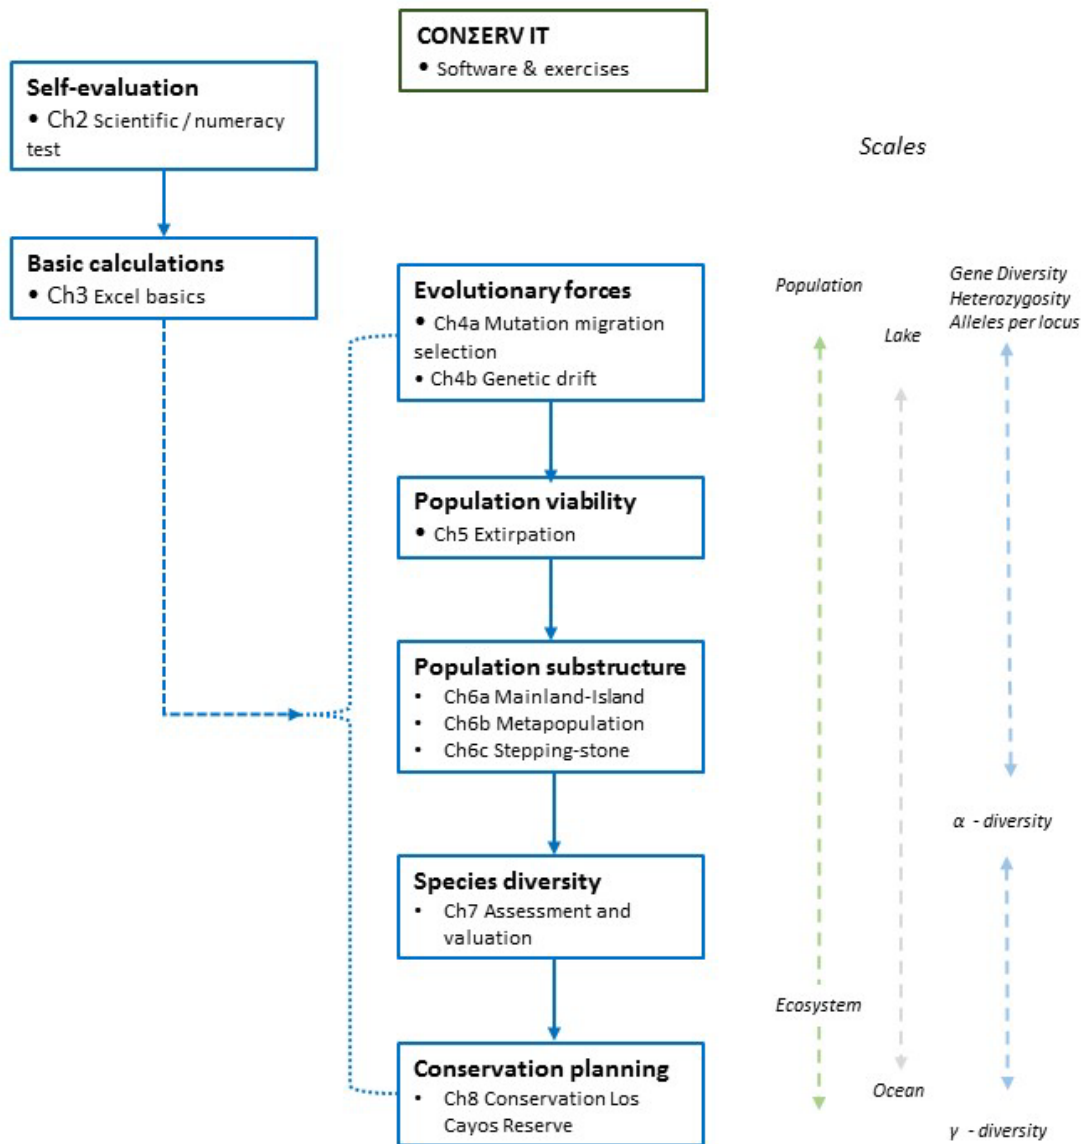 CONΣERV IT
• Software & exercises
Self-evaluation
• Ch2 Scientific / numeracy
test
Scales
Basic calculations
• Ch3 Excel basics
Evolutionary forces
• Ch4a Mutation migration
selection
• Ch4b Genetic drift
Population viability
• Ch5 Extirpation
Population substructure
• Ch6a Mainland-Island
• Ch6b Metapopulation
• Ch6c Stepping-stone
Species diversity
• Ch7 Assessment and
valuation
Conservation planning
• Ch8 Conservation Los
Cayos Reserve
Population
Ecosystem
Lake
Ocean
Gene Diversity
Heterozygosity
Alleles per locus
α - diversity
γ - diversity